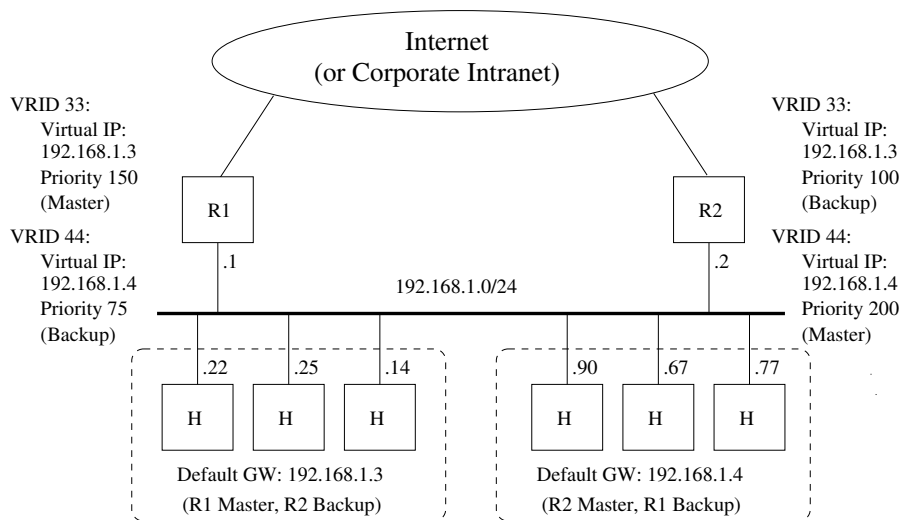 Internet
(or Corporate Intranet)
VRID 33:
Virtual IP:
192.168.1.3
Priority 150
(Master)
VRID 44:
Virtual IP:
192.168.1.4
Priority 75
(Backup)
R1
.1
R2
.2
VRID 33:
Virtual IP:
192.168.1.3
Priority 100
(Backup)
VRID 44:
Virtual IP:
192.168.1.4
Priority 200
(Master)
192.168.1.0/24
.22 .25 .14
H H H
Default GW: 192.168.1.3
(R1 Master, R2 Backup)
.90 .67 .77
H H H
Default GW: 192.168.1.4
(R2 Master, R1 Backup)